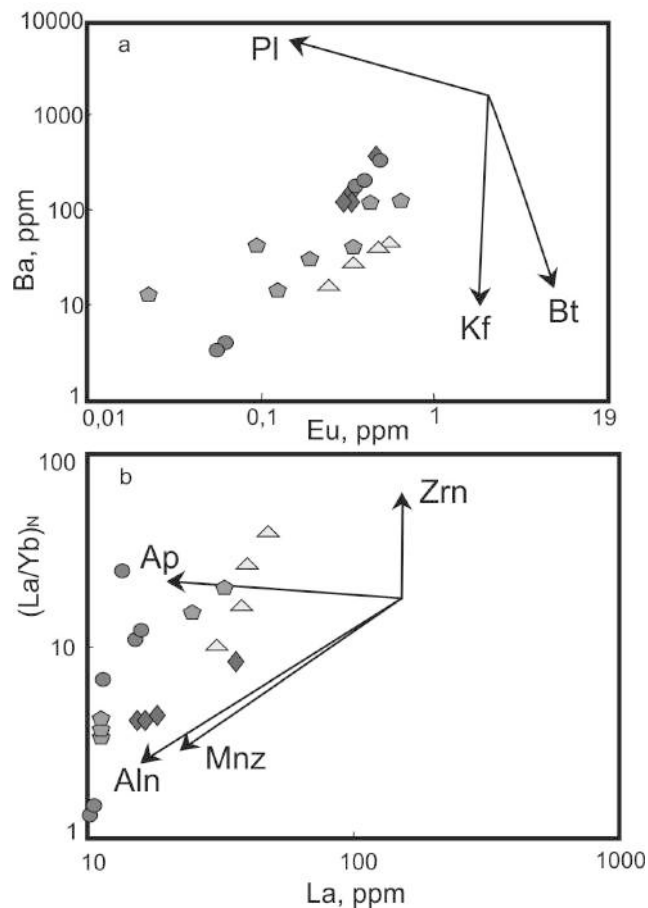 10000
a
Pl
1000
Ba, ppm
100
10
Kf
Bt
1
0,01
0,1
1
19
Eu, ppm
100
b
Zrn
(La/Yb)N
Ap
10
Mnz
Aln
1
10
100
1000
La, ppm